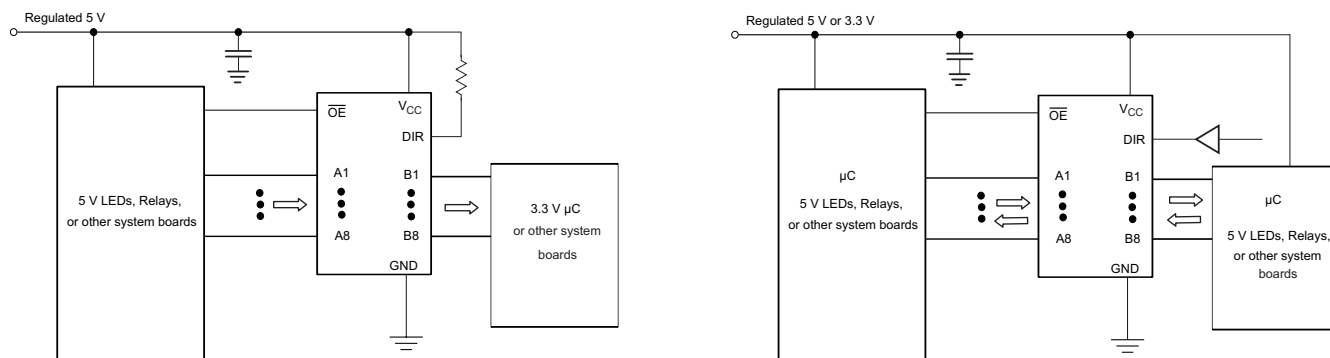 Regulated 5 V
OE
VCC
DIR
A1
B1
A8
B8
GND
5 V LEDs, Relays,
or other system boards
3.3 V µC
or other system
boards
Regulated 5 V or 3.3 V
OE
VCC
DIR
A1
B1
A8
B8
GND
µC
5 V LEDs, Relays,
or other system boards
µC
5 V LEDs, Relays,
or other system
boards